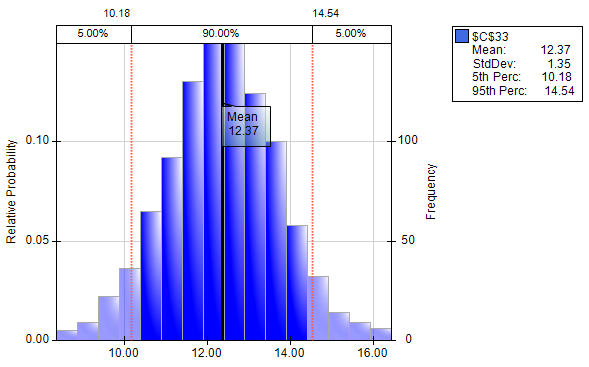 10.18 14.54
5.00% 90.00% 5.00%
$C$33
Mean: 12.37
StdDev: 1.35
5th Perc: 10.18
95th Perc: 14.54
Mean
12.37
0.10
0.05
0.00
Relative Probability
100
50
0
Frequency
10.00 12.00 14.00 16.00